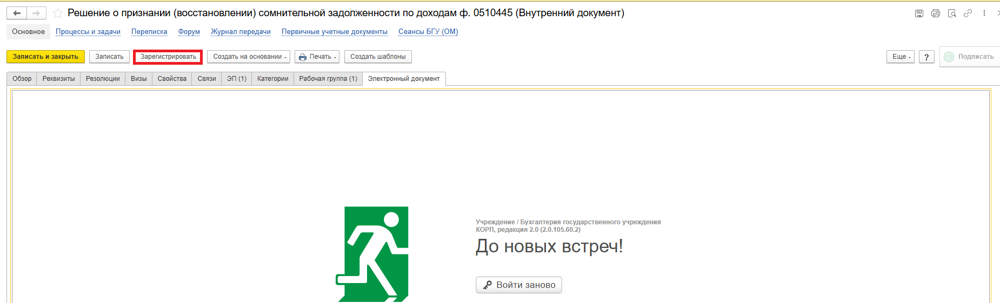 Решение о признании (восстановлении) сомнительной задолженности по доходам ф. 0510445 (Внутренний документ)
Основное Процессы и задачи Переписка Форум Журнал передачи Первичные учетные документы Сеансы БГУ (ОМ)
Записать и закрыть Записать Зарегистрировать Создать на основании Печать Создать шаблоны Еще ? Подписать
Обзор Реквизиты Резолюции Визы Свойства Связи ЭП (1) Категории Рабочая группа (1) Электронный документ
Учреждение / Бухгалтерия государственного учреждения
КОРП, редакция 2.0 (2.0.105.60.2)
До новых встреч!
Войти заново